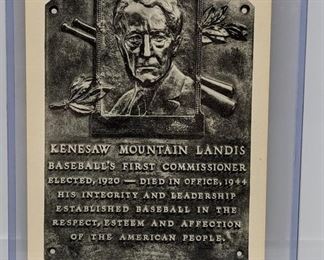 KENESAW MOUNTAIN LANDIS
BASEBALL'S FIRST COMMISSIONER
ELECTED, 1920 — DIED IN OFFICE, 1944
HIS INTEGRITY AND LEADERSHIP
ESTABLISHED BASEBALL IN THE
RESPECT, ESTEEM AND AFFECTION
OF THE AMERICAN PEOPLE.